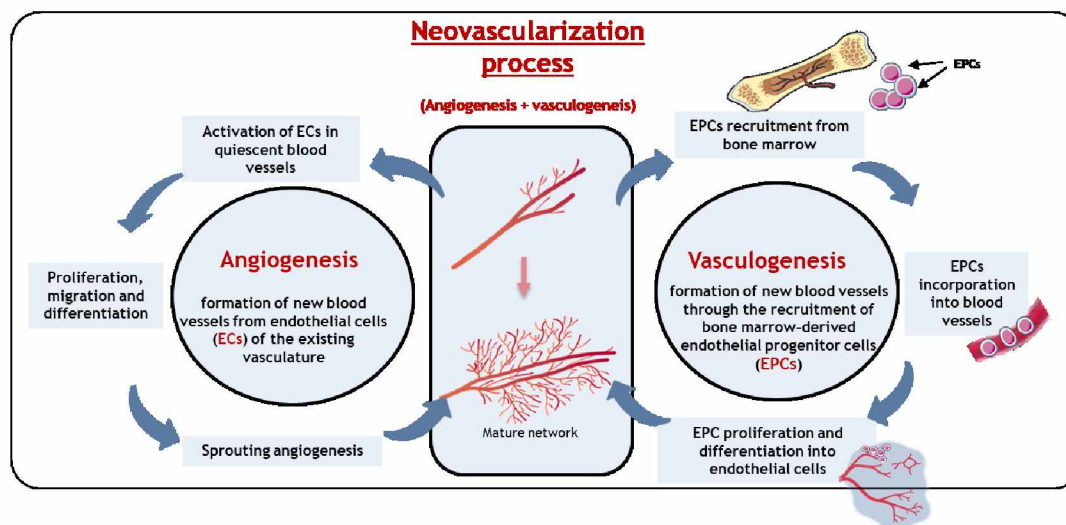 Neovascularization
process
(Angiogenesis + vasculogeneis)
EPCs
Activation of ECs in
quiescent blood
vessels
EPCs recruitment from
bone marrow
Angiogenesis
formation of new blood
vessels from endothelial cells
(ECs) of the existing
vasculature
Proliferation,
migration and
differentiation
Vasculogenesis
formation of new blood vessels
through the recruitment of
bone marrow-derived
endothelial progenitor cells
(EPCs)
EPCs
incorporation
into blood
vessels
Sprouting angiogenesis
Mature network
EPC proliferation and
differentiation into
endothelial cells